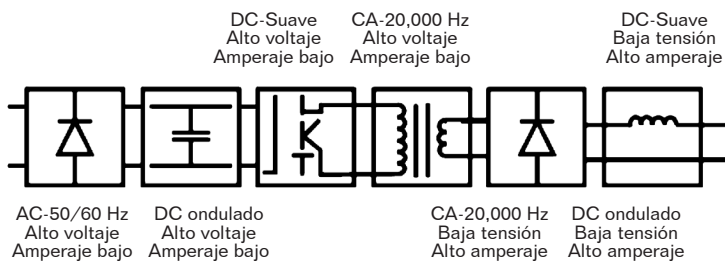 DC-Suave
Alto voltaje
Amperaje bajo
CA-20,000 Hz
Alto voltaje
Amperaje bajo
DC-Suave
Baja tensión
Alto amperaje
AC-50/60 Hz
Alto voltaje
Amperaje bajo
DC ondulado
Alto voltaje
Amperaje bajo
CA-20,000 Hz
Baja tensión
Alto amperaje
DC ondulado
Baja tensión
Alto amperaje